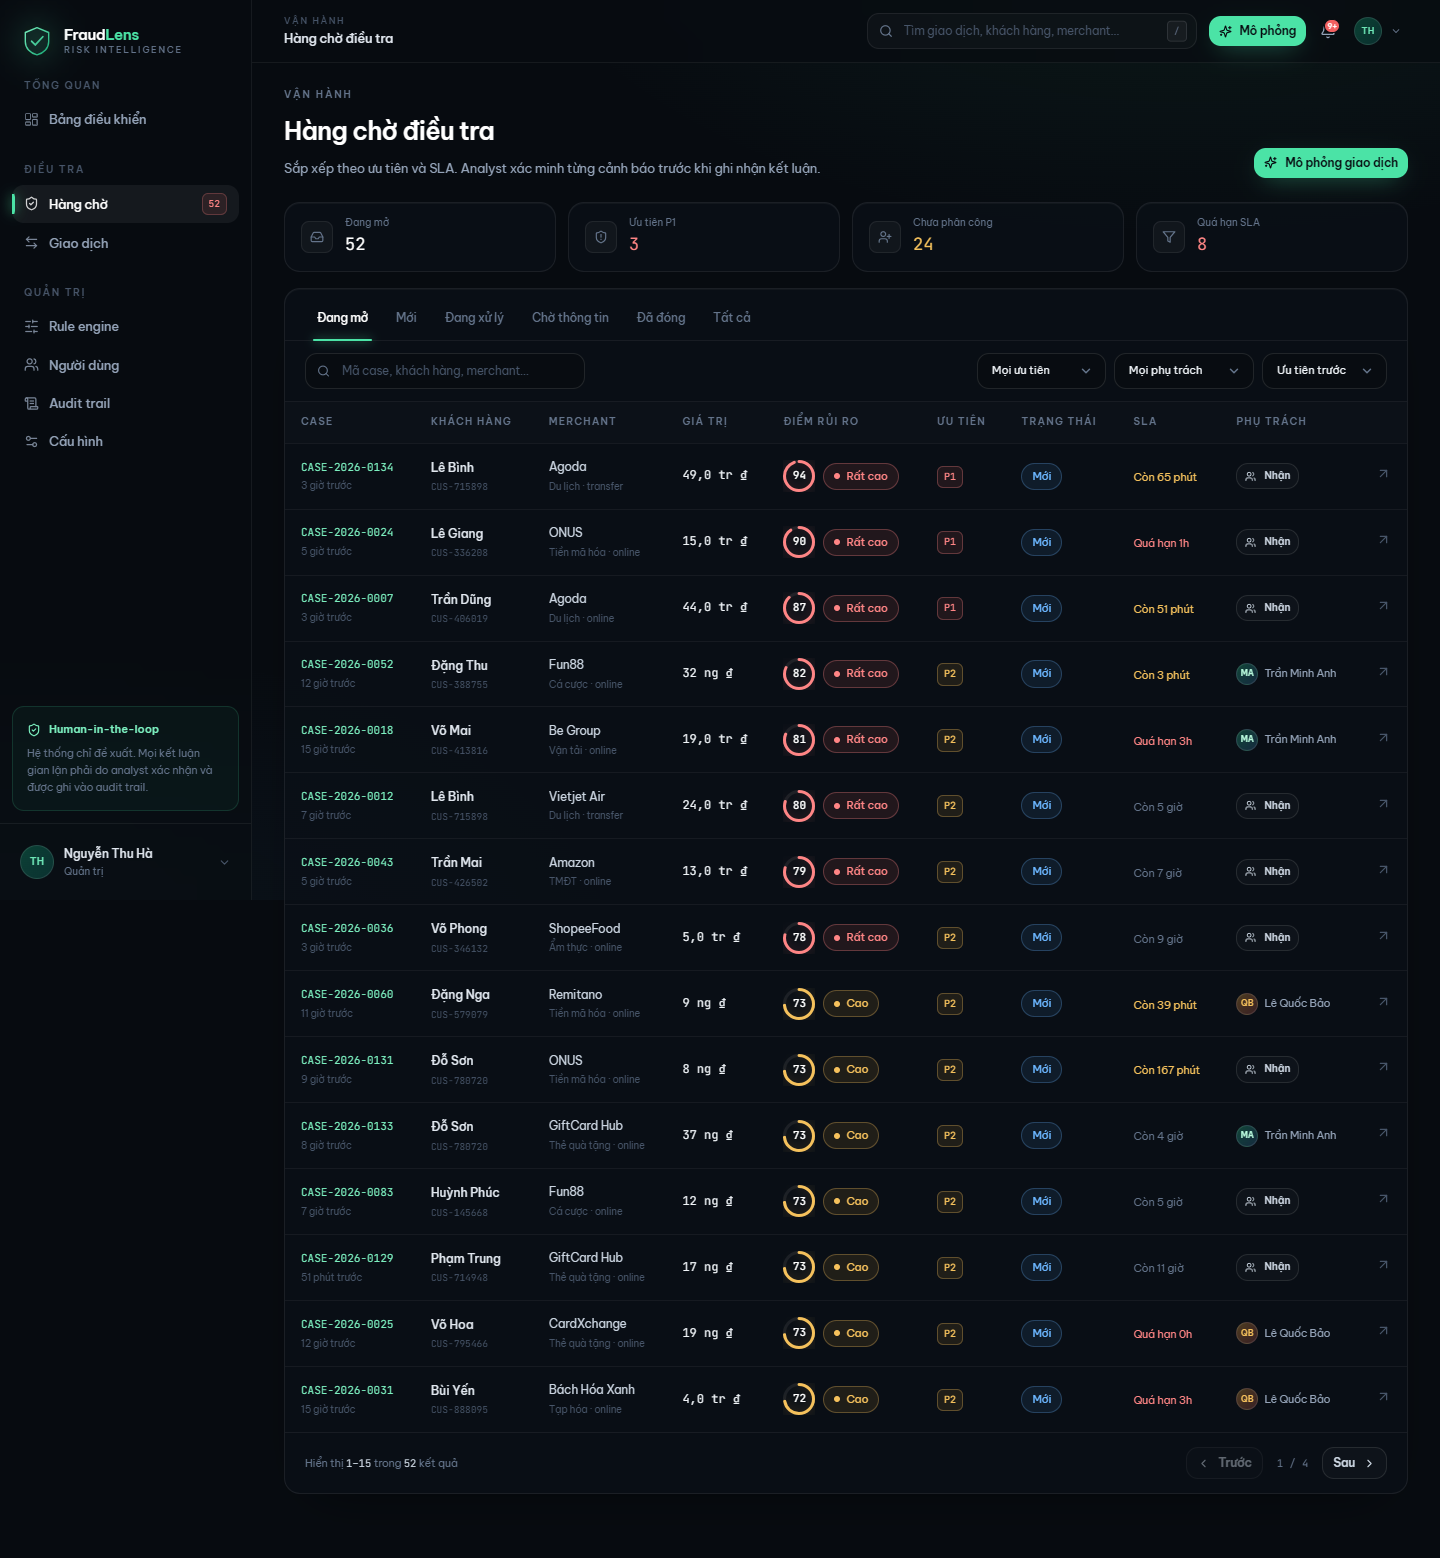 FraudLens
RISK INTELLIGENCE
TỔNG QUAN
Bảng điều khiển
ĐIỀU TRA
Hàng chờ 52
Giao dịch
QUẢN TRỊ
Rule engine
Người dùng
Audit trail
Cấu hình
Human-in-the-loop
Hệ thống chỉ đề xuất. Mọi kết luận
gian lận phải do analyst xác nhận và
được ghi vào audit trail.
TH Nguyễn Thu Hà
Quản trị
VẬN HÀNH
Hàng chờ điều tra
Tìm giao dịch, khách hàng, merchant... /
Mô phỏng
9+
TH
VẬN HÀNH
Hàng chờ điều tra
Sắp xếp theo ưu tiên và SLA. Analyst xác minh từng cảnh báo trước khi ghi nhận kết luận.
Mô phỏng giao dịch
Đang mở
52
Ưu tiên P1
3
Chưa phân công
24
Quá hạn SLA
8
Đang mở Mới Đang xử lý Chờ thông tin Đã đóng Tất cả
Mã case, khách hàng, merchant... Mọi ưu tiên Mọi phụ trách Ưu tiên trước
CASE KHÁCH HÀNG MERCHANT GIÁ TRỊ ĐIỂM RỦI RO ƯU TIÊN TRẠNG THÁI SLA PHỤ TRÁCH
CASE-2026-0134 Lê Bình Agoda 49,0 tr ₫ 94 Rất cao P1 Mới Còn 65 phút Nhận
3 giờ trước CUS-715898 Du lịch · transfer
CASE-2026-0024 Lê Giang ONUS 15,0 tr ₫ 90 Rất cao P1 Mới Quá hạn 1h Nhận
5 giờ trước CUS-336208 Tiền mã hóa · online
CASE-2026-0007 Trần Dũng Agoda 44,0 tr ₫ 87 Rất cao P1 Mới Còn 51 phút Nhận
3 giờ trước CUS-406019 Du lịch · online
CASE-2026-0052 Đặng Thu Fun88 32 ng ₫ 82 Rất cao P2 Mới Còn 3 phút MA Trần Minh Anh
12 giờ trước CUS-388755 Cá cược · online
CASE-2026-0018 Võ Mai Be Group 19,0 tr ₫ 81 Rất cao P2 Mới Quá hạn 3h MA Trần Minh Anh
15 giờ trước CUS-413816 Vận tải · online
CASE-2026-0012 Lê Bình Vietjet Air 24,0 tr ₫ 80 Rất cao P2 Mới Còn 5 giờ Nhận
7 giờ trước CUS-715898 Du lịch · transfer
CASE-2026-0043 Trần Mai Amazon 13,0 tr ₫ 79 Rất cao P2 Mới Còn 7 giờ Nhận
5 giờ trước CUS-426502 TMĐT · online
CASE-2026-0036 Võ Phong ShopeeFood 5,0 tr ₫ 78 Rất cao P2 Mới Còn 9 giờ Nhận
3 giờ trước CUS-346132 Ẩm thực · online
CASE-2026-0060 Đặng Nga Remitano 9 ng ₫ 73 Cao P2 Mới Còn 39 phút QB Lê Quốc Bảo
11 giờ trước CUS-579079 Tiền mã hóa · online
CASE-2026-0131 Đỗ Sơn ONUS 8 ng ₫ 73 Cao P2 Mới Còn 167 phút Nhận
9 giờ trước CUS-780720 Tiền mã hóa · online
CASE-2026-0133 Đỗ Sơn GiftCard Hub 37 ng ₫ 73 Cao P2 Mới Còn 4 giờ MA Trần Minh Anh
8 giờ trước CUS-780720 Thẻ quà tặng · online
CASE-2026-0083 Huỳnh Phúc Fun88 12 ng ₫ 73 Cao P2 Mới Còn 5 giờ Nhận
7 giờ trước CUS-145668 Cá cược · online
CASE-2026-0129 Phạm Trung GiftCard Hub 17 ng ₫ 73 Cao P2 Mới Còn 11 giờ Nhận
51 phút trước CUS-714948 Thẻ quà tặng · online
CASE-2026-0025 Võ Hoa CardXchange 19 ng ₫ 73 Cao P2 Mới Quá hạn 0h QB Lê Quốc Bảo
12 giờ trước CUS-795466 Thẻ quà tặng · online
CASE-2026-0031 Bùi Yến Bách Hóa Xanh 4,0 tr ₫ 72 Cao P2 Mới Quá hạn 3h QB Lê Quốc Bảo
15 giờ trước CUS-888095 Tạp hóa · online
Hiển thị 1–15 trong 52 kết quả Trước 1 / 4 Sau